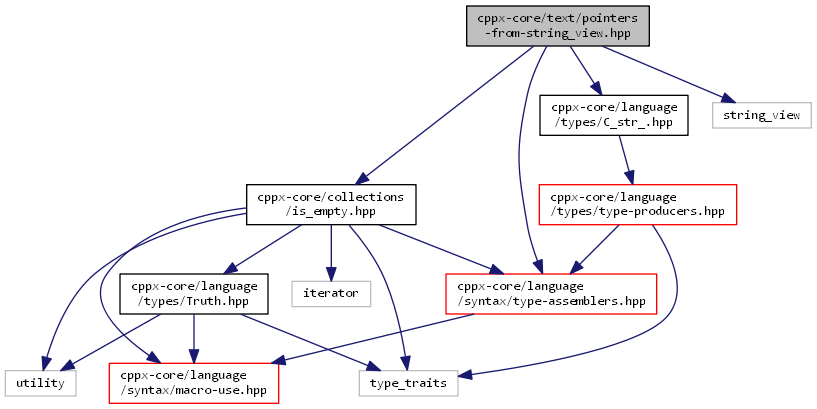 cppx-core/text/pointers
-from-string_view.hpp
cppx-core/language
/types/C_str_.hpp
string_view
cppx-core/collections
/is_empty.hpp
cppx-core/language
/types/type-producers.hpp
cppx-core/language
/types/Truth.hpp
iterator
cppx-core/language
/syntax/type-assemblers.hpp
utility
cppx-core/language
/syntax/macro-use.hpp
type_traits